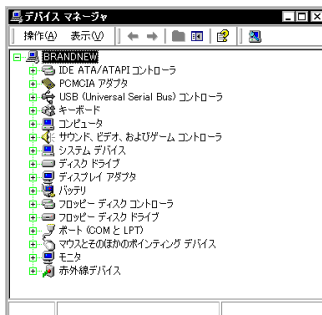 デバイス マネージャ
操作(A) 表示(V)
BRANDNEW
IDE ATA/ATAPI コントローラ
PCMCIA アダプタ
USB (Universal Serial Bus) コントローラ
キーボード
コンピュータ
サウンド、ビデオ、およびゲーム コントローラ
システム デバイス
ディスク ドライブ
ディスプレイ アダプタ
バッテリ
フロッピー ディスク コントローラ
フロッピー ディスク ドライブ
ポート (COM と LPT)
マウスとそのほかのポインティング デバイス
モニタ
赤外線デバイス